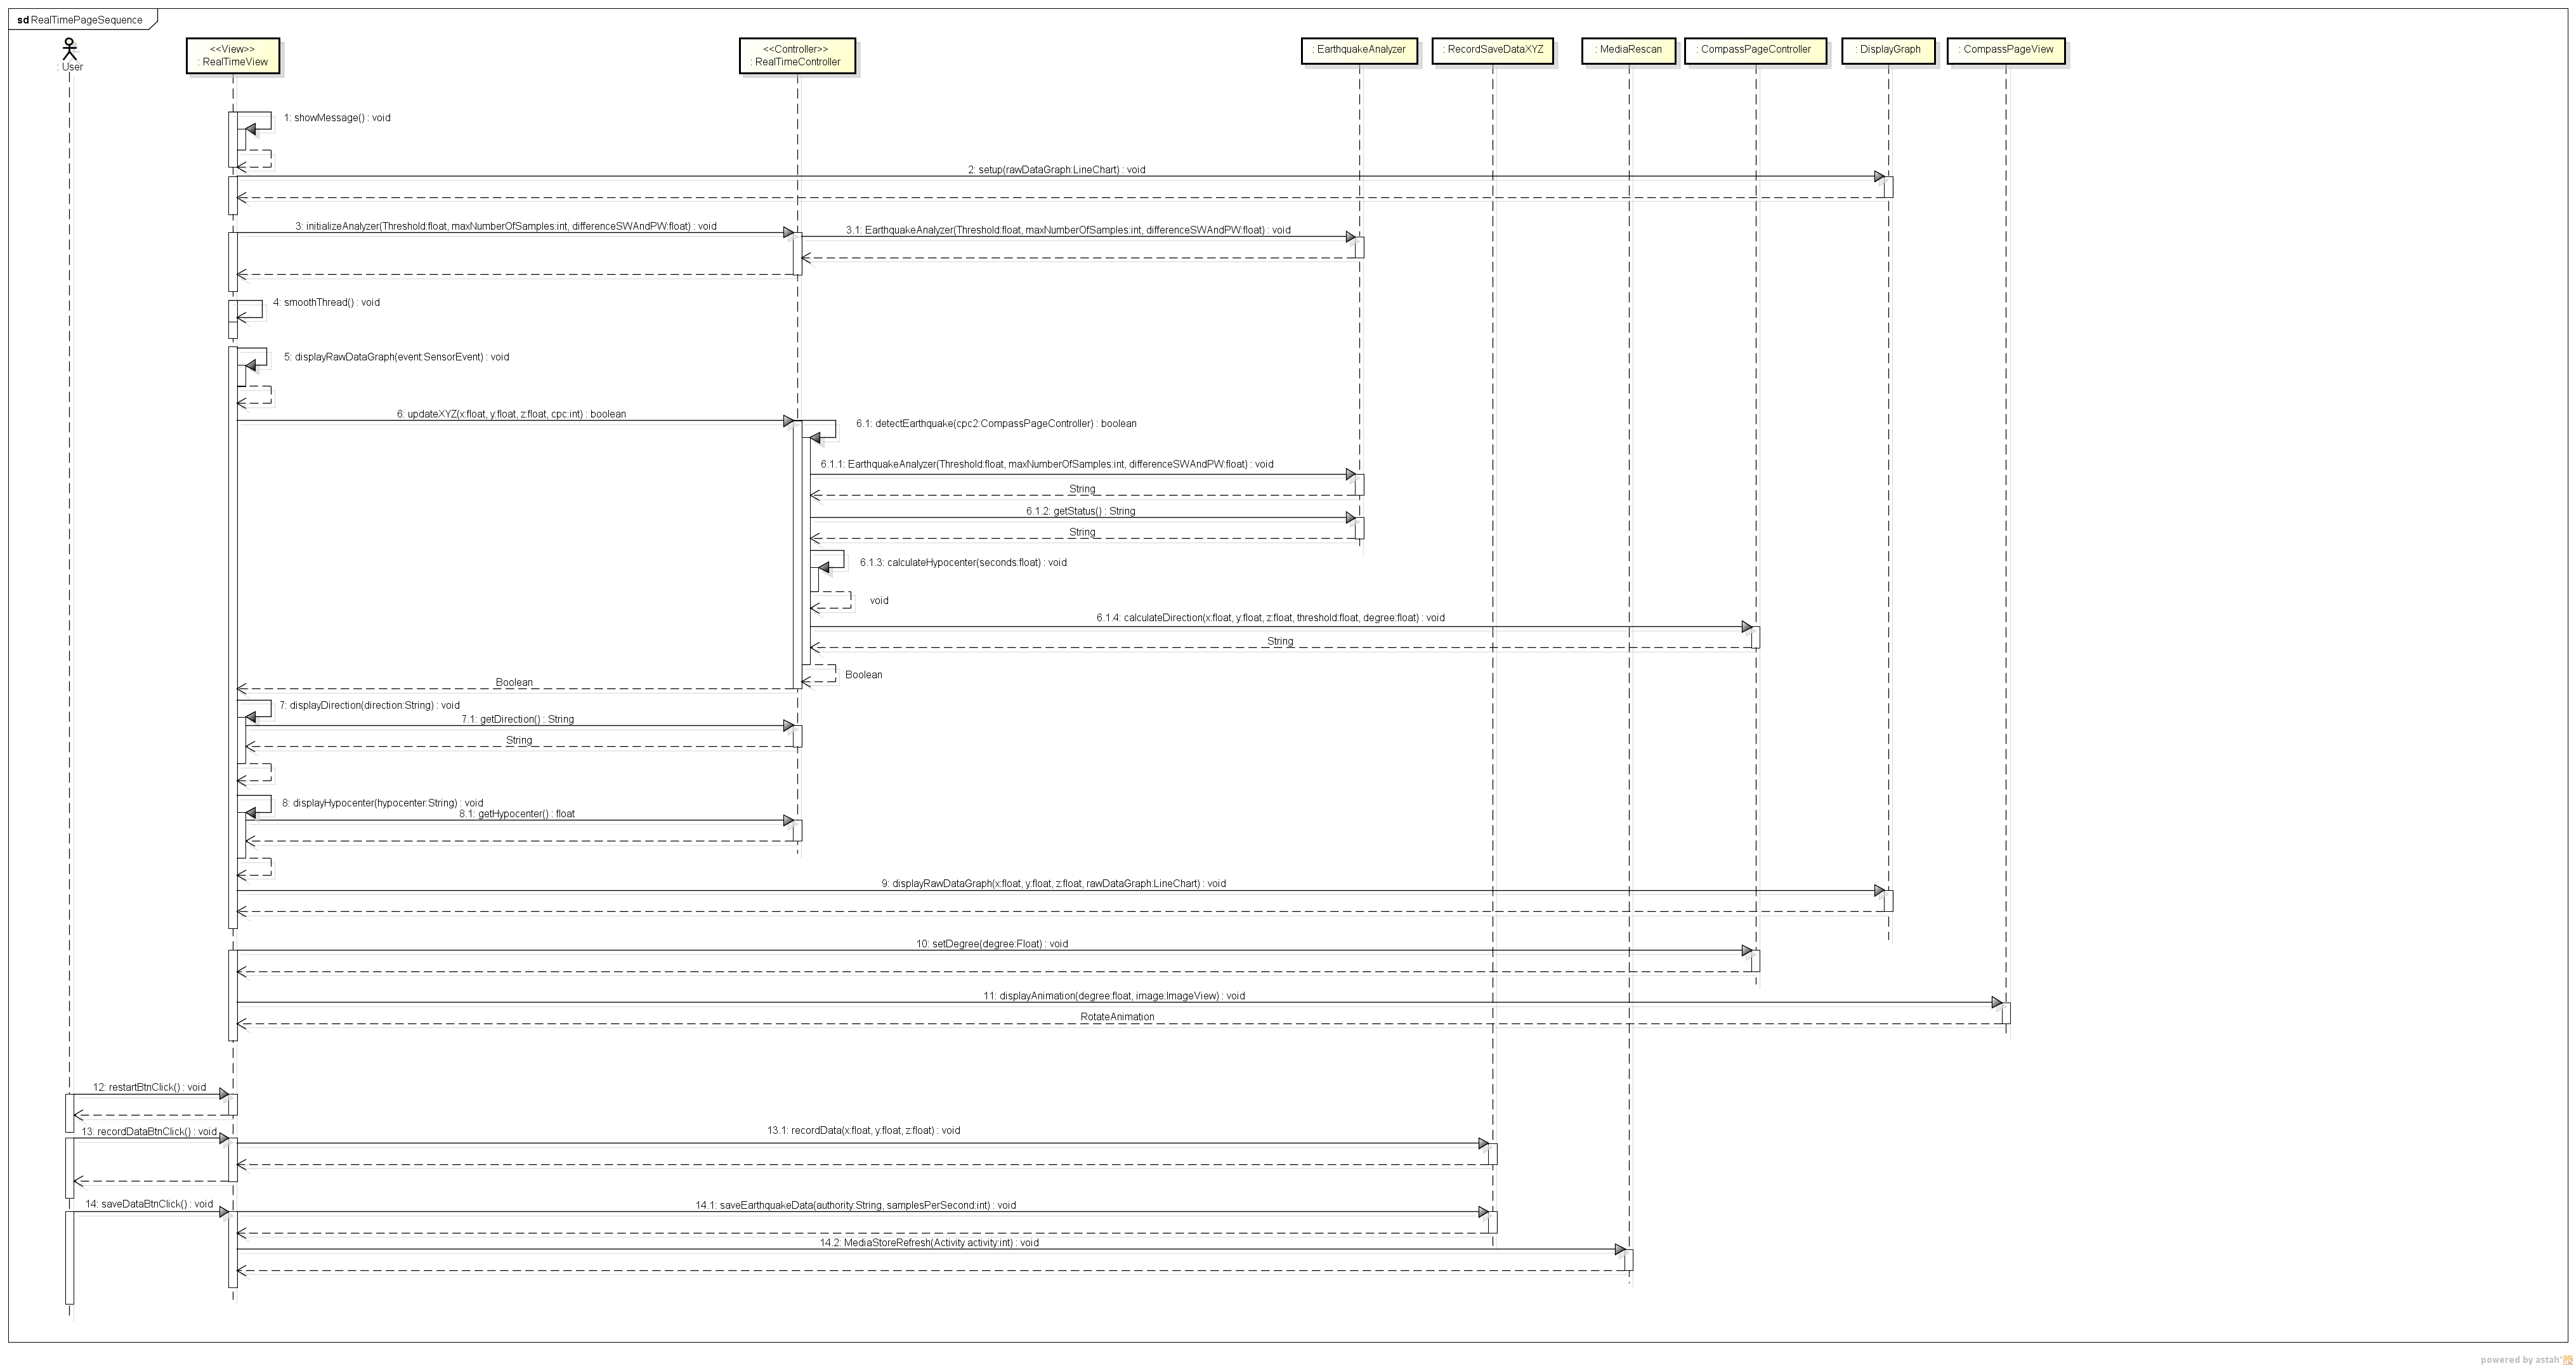 sd RealTimePageSequence
: User
<<View>>
: RealTimeView
<<Controller>>
: RealTimeController
: EarthquakeAnalyzer
: RecordSaveDataXYZ
: MediaRescan
: CompassPageController
: DisplayGraph
: CompassPageView
1: showMessage() : void
2: setup(rawDataGraph:LineChart) : void
3: initializeAnalyzer(Threshold:float, maxNumberOfSamples:int, differenceSWAndPW:float) : void
3.1: EarthquakeAnalyzer(Threshold:float, maxNumberOfSamples:int, differenceSWAndPW:float) : void
4: smoothThread() : void
5: displayRawDataGraph(event:SensorEvent) : void
6: updateXYZ(x:float, y:float, z:float, cpc:int) : boolean
6.1: detectEarthquake(cpc2:CompassPageController) : boolean
6.1.1: EarthquakeAnalyzer(Threshold:float, maxNumberOfSamples:int, differenceSWAndPW:float) : void
String
6.1.2: getStatus() : String
String
6.1.3: calculateHypocenter(seconds:float) : void
void
6.1.4: calculateDirection(x:float, y:float, z:float, threshold:float, degree:float) : void
String
Boolean
Boolean
7: displayDirection(direction:String) : void
7.1: getDirection() : String
String
8: displayHypocenter(hypocenter:String) : void
8.1: getHypocenter() : float
9: displayRawDataGraph(x:float, y:float, z:float, rawDataGraph:LineChart) : void
10: setDegree(degree:Float) : void
11: displayAnimation(degree:float, image:ImageView) : void
RotateAnimation
12: restartBtnClick() : void
13: recordDataBtnClick() : void
13.1: recordData(x:float, y:float, z:float) : void
14: saveDataBtnClick() : void
14.1: saveEarthquakeData(authority:String, samplesPerSecond:int) : void
14.2: MediaStoreRefresh(Activity activity:int) : void
powered by astah*